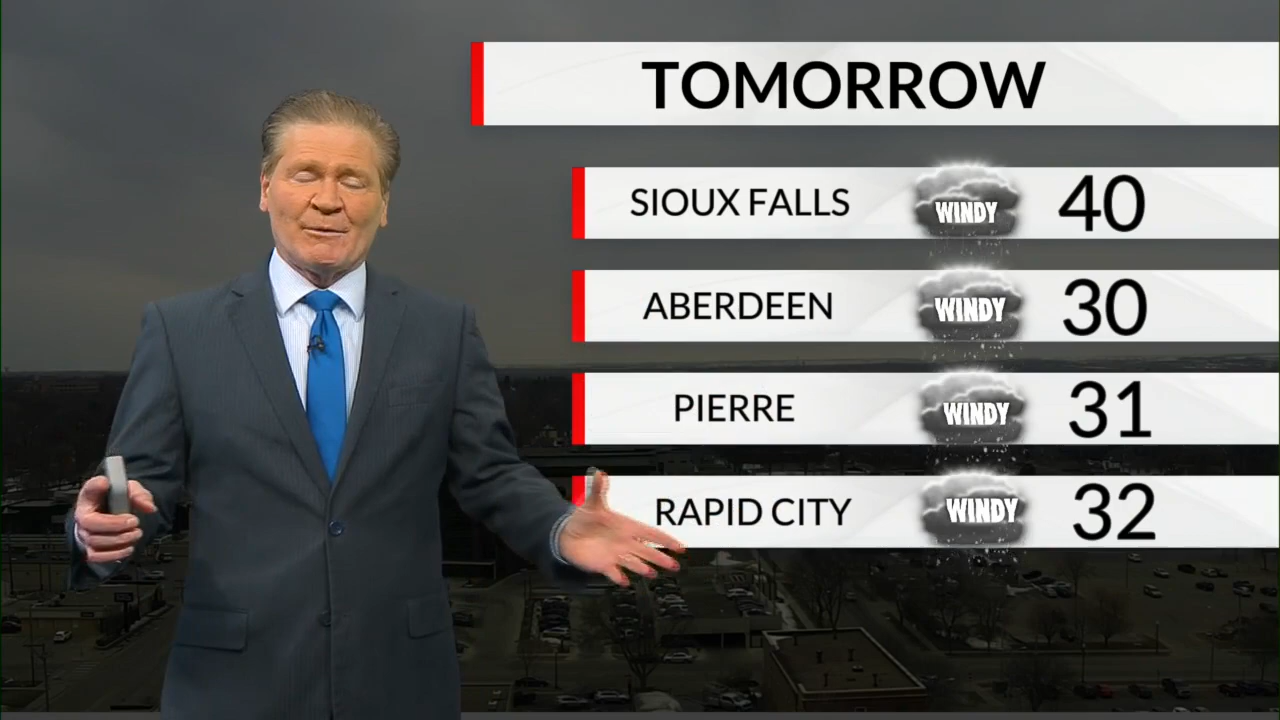 TOMORROW
SIOUX FALLS WINDY 40
ABERDEEN WINDY 30
PIERRE WINDY 31
RAPID CITY WINDY 32